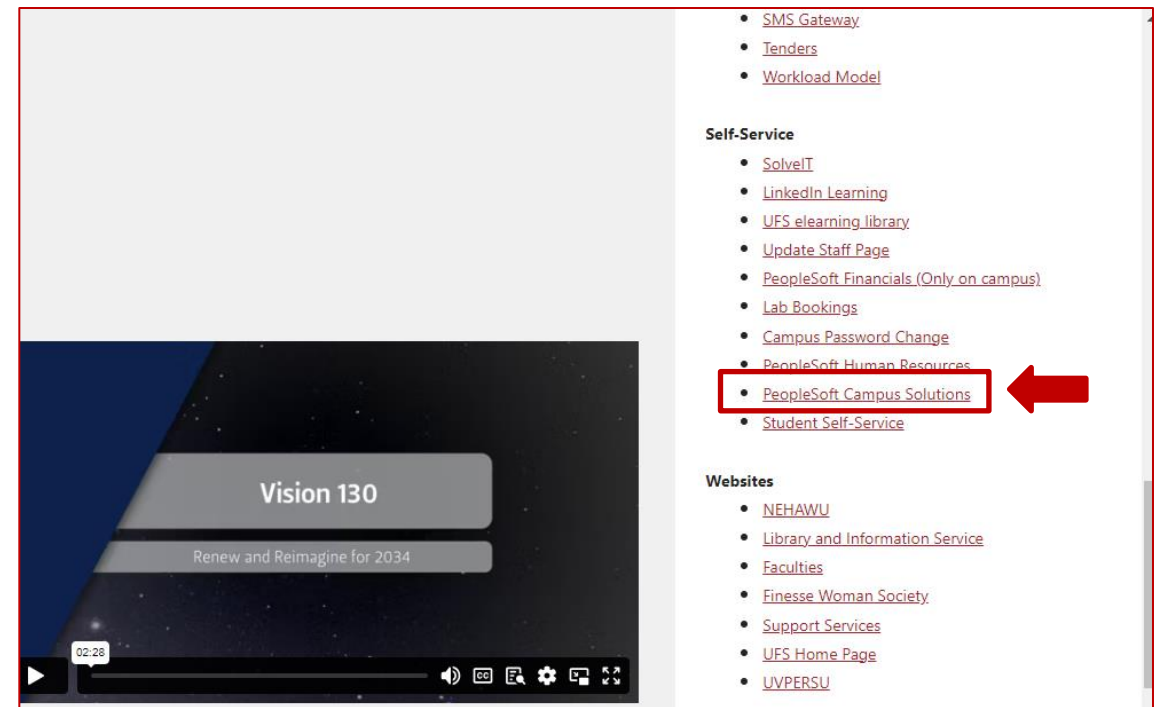 SMS Gateway
Tenders
Workload Model
Self-Service
SolveIT
LinkedIn Learning
UFS elearning library
Update Staff Page
PeopleSoft Financials (Only on campus)
Lab Bookings
Campus Password Change
PeopleSoft Human Resources
PeopleSoft Campus Solutions
Student Self-Service
Websites
NEHAWU
Library and Information Service
Faculties
Finesse Woman Society
Support Services
UFS Home Page
UVPERSU
Vision 130
Renew and Reimagine for 2034
02:28
CC